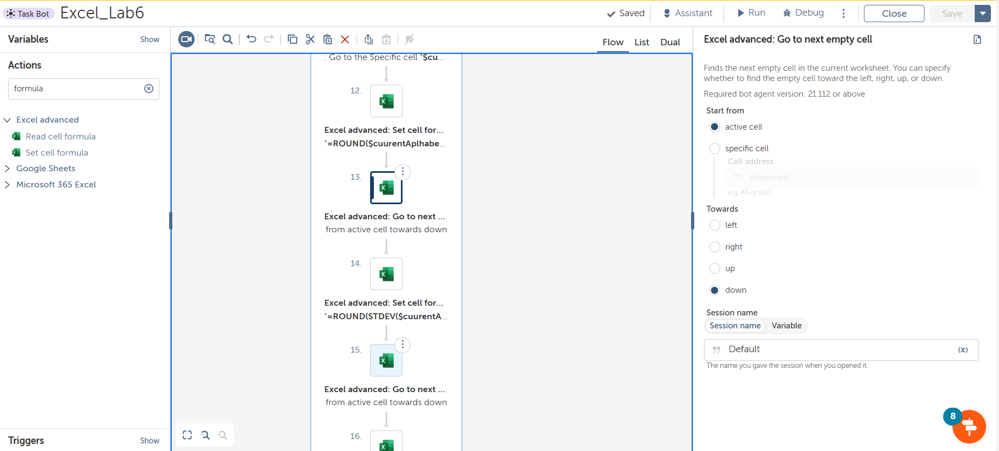 Task Bot Excel_Lab6
Saved
Assistant
Run
Debug
Close
Save
Variables
Show
Actions
formula
Excel advanced
Read cell formula
Set cell formula
Google Sheets
Microsoft 365 Excel
Triggers
Show
Flow List Dual
: Go to the Specific cell "$cu...
12.
Excel advanced: Set cell for...
"=ROUND($cuurentAplhabe...
13.
Excel advanced: Go to next ...
from active cell towards down
14.
Excel advanced: Set cell for...
"=ROUND(STDEV($cuurentA...
15.
Excel advanced: Go to next ...
from active cell towards down
16.
Excel advanced: Go to next empty cell
Finds the next empty cell in the current worksheet. You can specify
whether to find the empty cell toward the left, right, up, or down.
Required bot agent version: 21.112 or above
Start from
active cell
specific cell
Cell address
Required
e.g. A5 or B10
Towards
left
right
up
down
Session name
Session name Variable
Default (x)
The name you gave the session when you opened it.
8